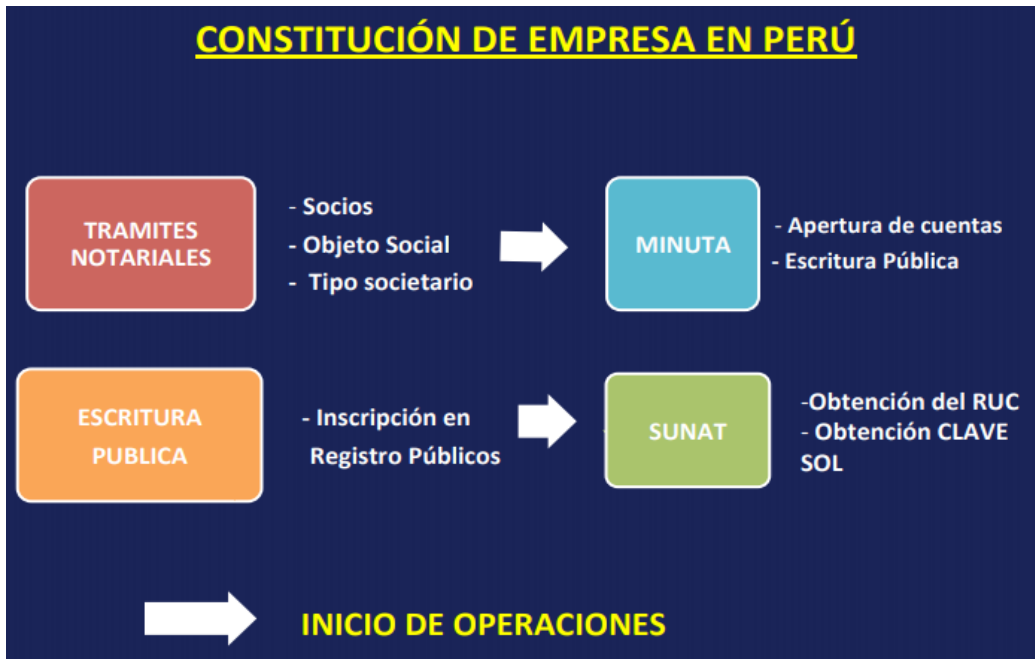 CONSTITUCIÓN DE EMPRESA EN PERÚ
TRAMITES
NOTARIALES
- Socios
- Objeto Social
- Tipo societario
MINUTA
- Apertura de cuentas
- Escritura Pública
ESCRITURA
PUBLICA
- Inscripción en
Registro Públicos
SUNAT
-Obtención del RUC
- Obtención CLAVE
SOL
INICIO DE OPERACIONES